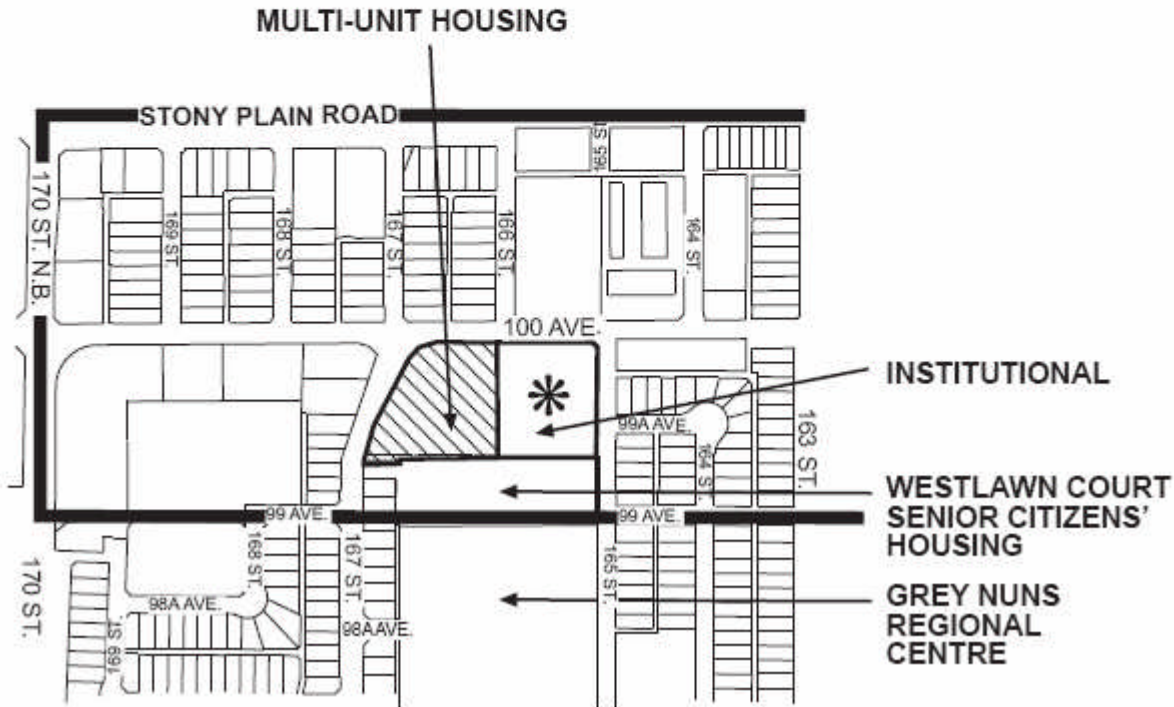 MULTI-UNIT HOUSING
STONY PLAIN ROAD
170 ST. N.B.
169 ST.
168 ST.
167 ST.
166 ST
165 ST
164 ST.
100 AVE.
INSTITUTIONAL
99A AVE.
163 ST.
164 ST.
WESTLAWN COURT
SENIOR CITIZENS'
HOUSING
99 AVE.
99 AVE.
170 ST.
168 ST.
167 ST.
165 ST.
98A AVE.
98A AVE.
169 ST.
GREY NUNS
REGIONAL
CENTRE